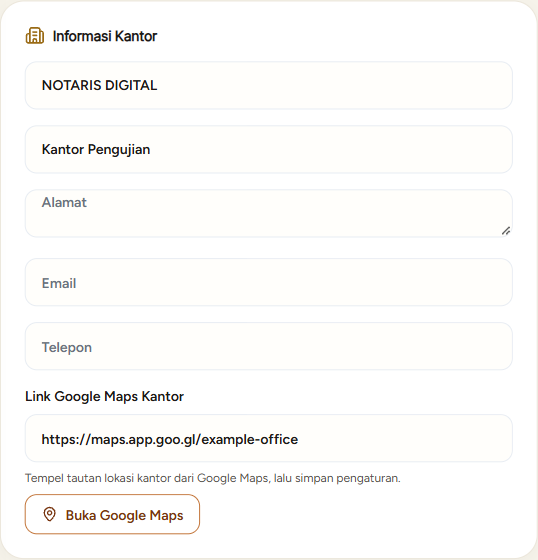 Informasi Kantor
NOTARIS DIGITAL
Kantor Pengujian
Alamat
Email
Telepon
Link Google Maps Kantor
https://maps.app.goo.gl/example-office
Tempel tautan lokasi kantor dari Google Maps, lalu simpan pengaturan.
Buka Google Maps